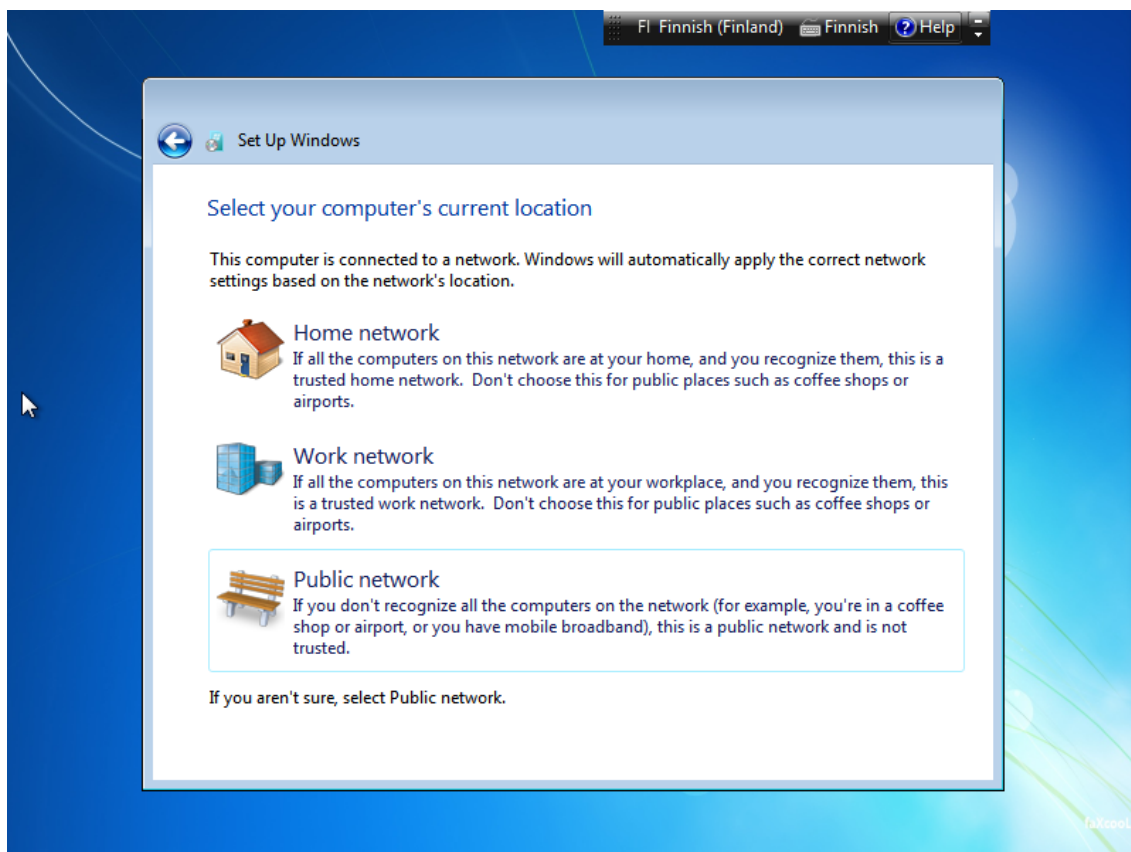 FI Finnish (Finland) Finnish ? Help
Set Up Windows
Select your computer's current location
This computer is connected to a network. Windows will automatically apply the correct network
settings based on the network's location.
Home network
If all the computers on this network are at your home, and you recognize them, this is a
trusted home network. Don't choose this for public places such as coffee shops or
airports.
Work network
If all the computers on this network are at your workplace, and you recognize them, this
is a trusted work network. Don't choose this for public places such as coffee shops or
airports.
Public network
If you don't recognize all the computers on the network (for example, you're in a coffee
shop or airport, or you have mobile broadband), this is a public network and is not
trusted.
If you aren't sure, select Public network.